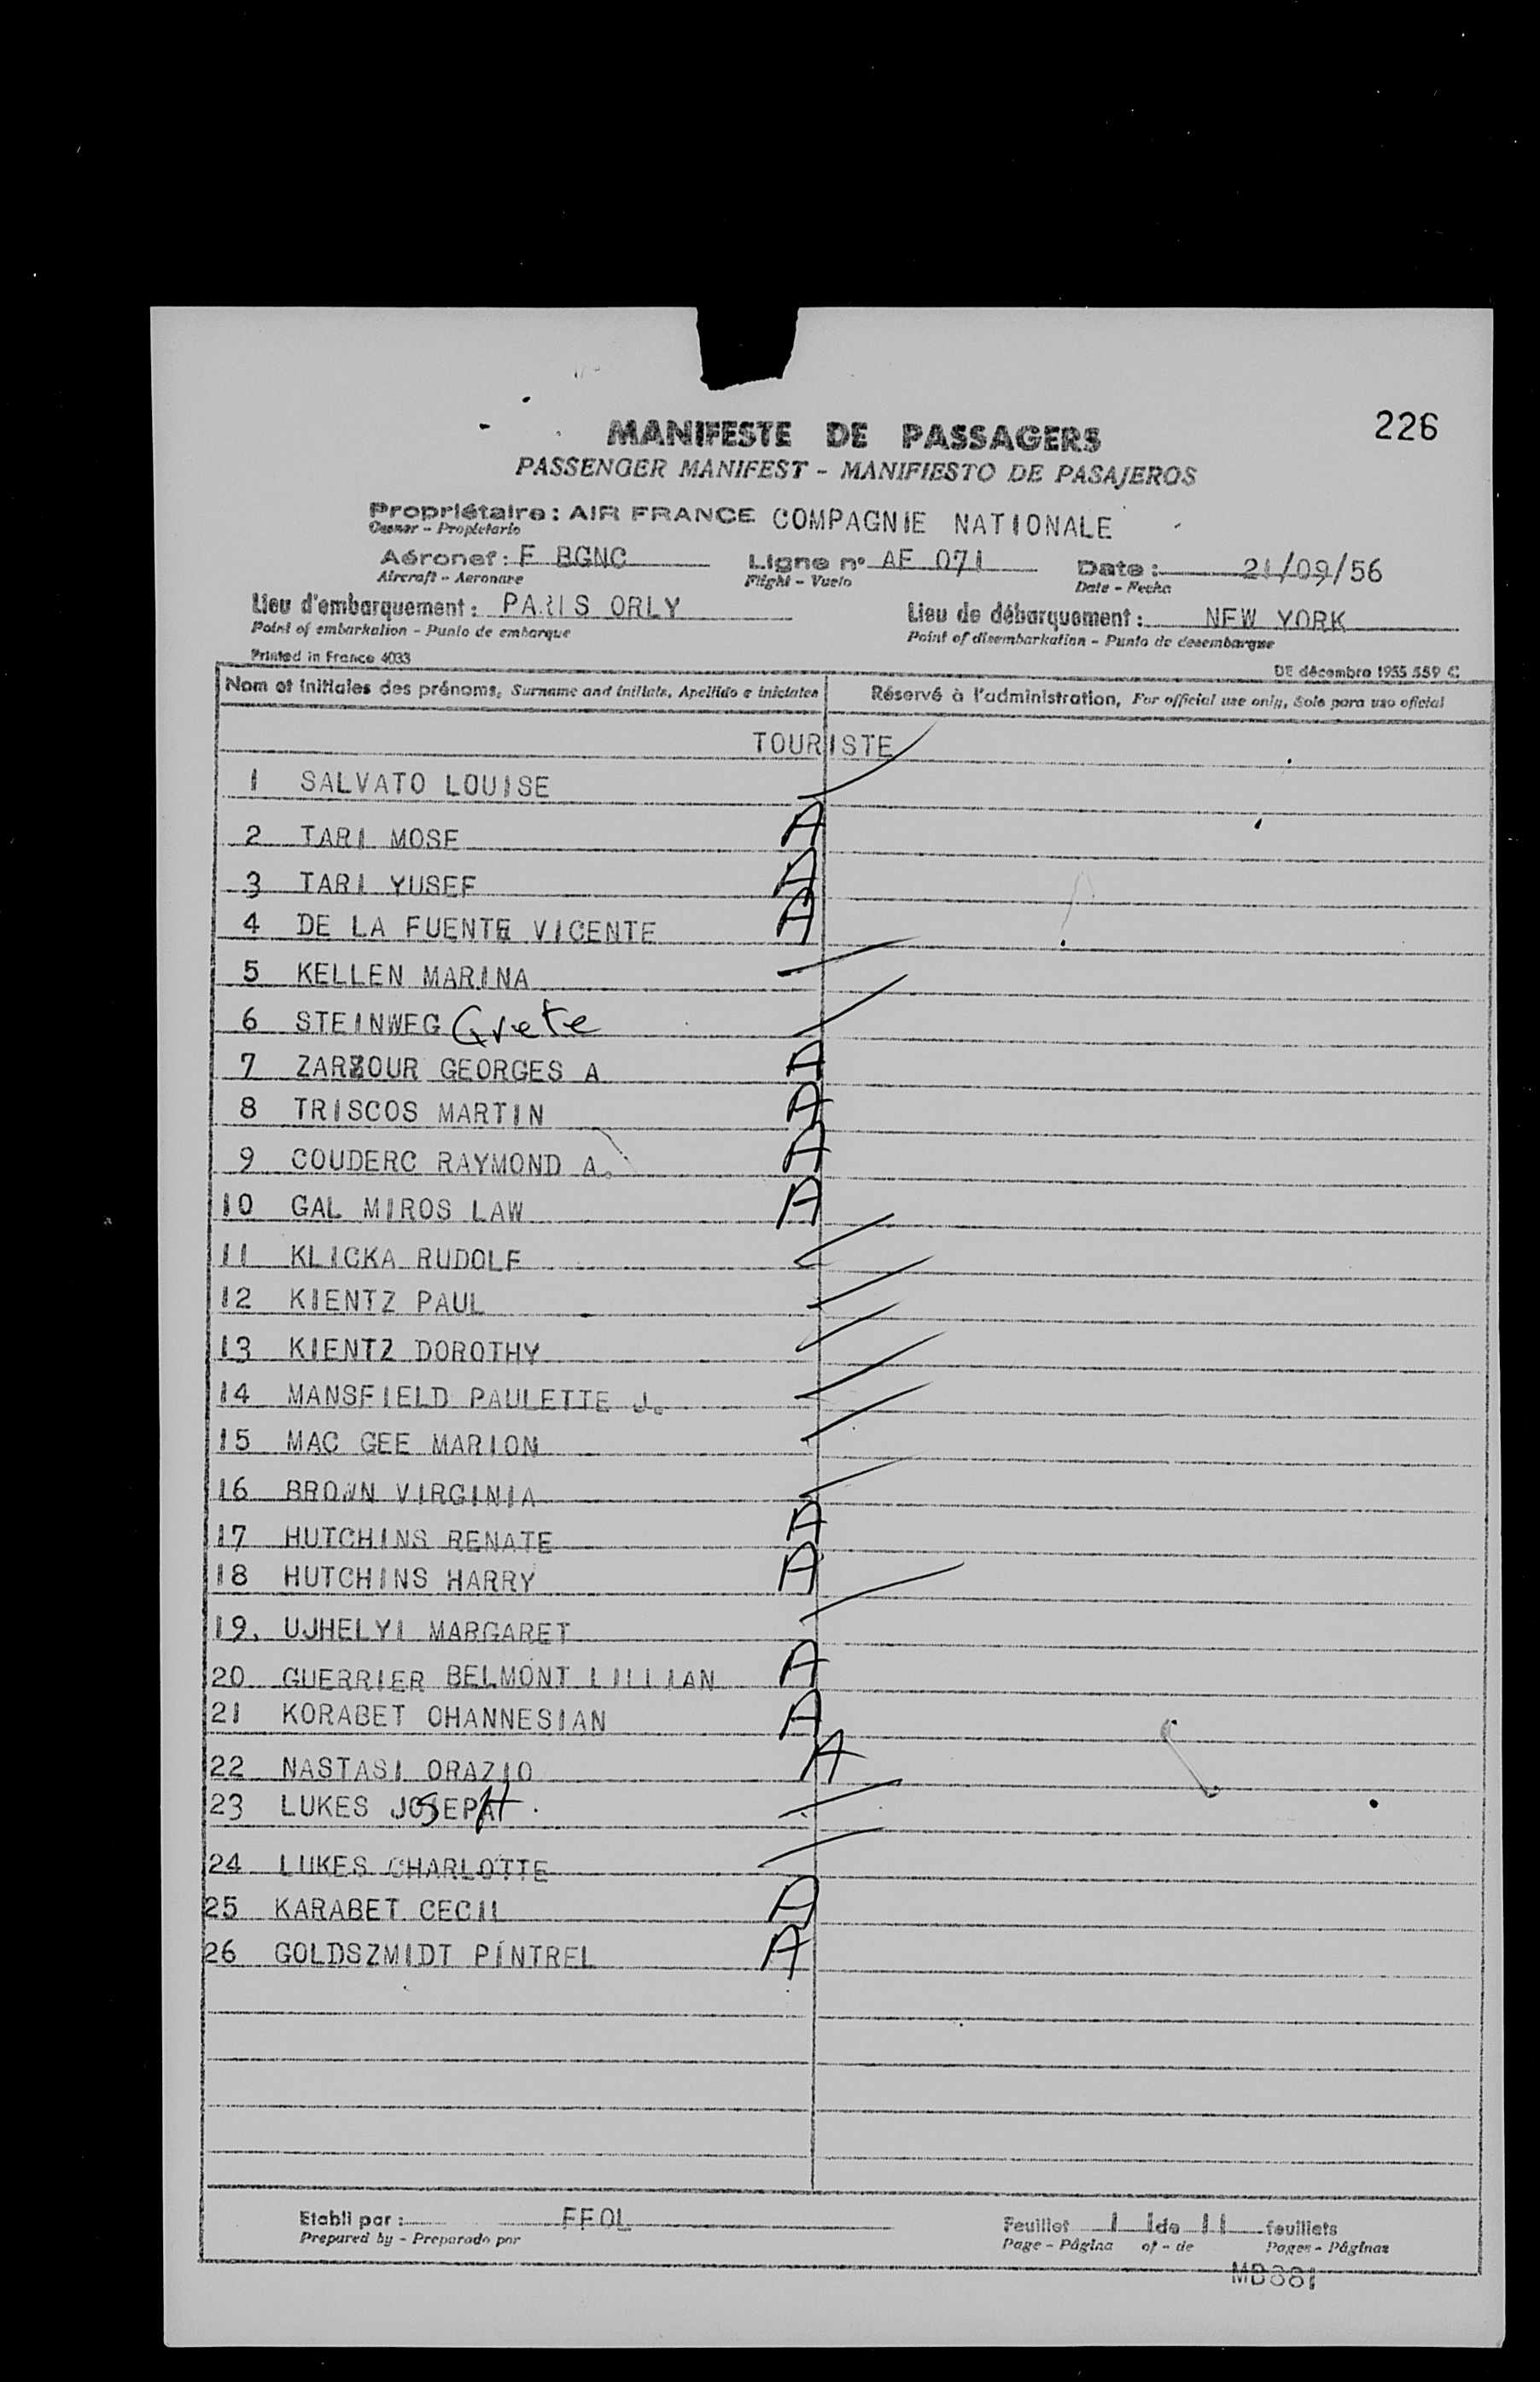 226
MANIFESTE DE PASSAGERS
PASSENGER MANIFEST - MANIFIESTO DE PASAJEROS
Propriétaire : AIR FRANCE COMPAGNIE NATIONALE
Owner - Propietario
Aéronef : F BGNC Ligne n° AF 071 Date : 21/09/56
Aircraft - Aeronave Flight - Vuelo Date - Fecha
Lieu d'embarquement : PARIS ORLY Lieu de débarquement : NEW YORK
Point of embarkation - Punto de embarque Point of disembarkation - Punto de desembarque
Printed in France 4033 DE décembre 1955 559 C
Nom et initiales des prénoms, Surname and initials, Apellido e iniciales Réservé à l'administration, For official use only, Solo para uso oficial
TOURISTE
1 SALVATO LOUISE
2 TARI MOSE A
3 TARI YUSEF A
4 DE LA FUENTE VICENTE A
5 KELLEN MARINA
6 STEINWEG Grete
7 ZARZOUR GEORGES A A
8 TRISCOS MARTIN A
9 COUDERC RAYMOND A. A
10 GAL MIROS LAW A
11 KLICKA RUDOLF
12 KIENTZ PAUL
13 KIENTZ DOROTHY
14 MANSFIELD PAULETTE J.
15 MAC GEE MARION
16 BROWN VIRGINIA
17 HUTCHINS RENATE A
18 HUTCHINS HARRY A
19. UJHELYI MARGARET
20 GUERRIER BELMONT LILLIAN A
21 KORABET OHANNESIAN A
22 NASTASI ORAZIO A
23 LUKES JOSEPH
24 LUKES CHARLOTTE
25 KARABET CECIL A
26 GOLDSZMIDT PINTREL A
Etabli par : FFOL Feuillet 1 1de 11 feuillets
Prepared by - Preparado por Page - Página of - de Pages - Páginas